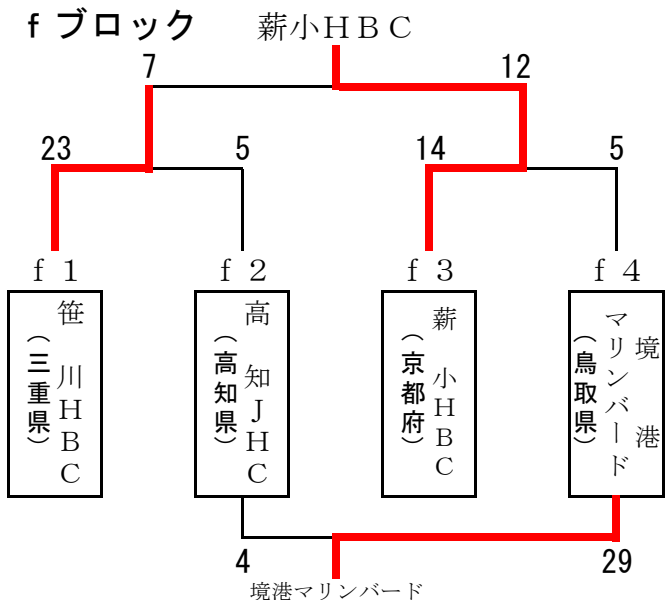 f ブロック
薪小HBC
7
12
23
5
14
5
f 1
f 2
f 3
f 4
笹川HBC
(三重県)
高知JHC
(高知県)
薪小HBC
(京都府)
境港
マリンバード
(鳥取県)
4
29
境港マリンバード